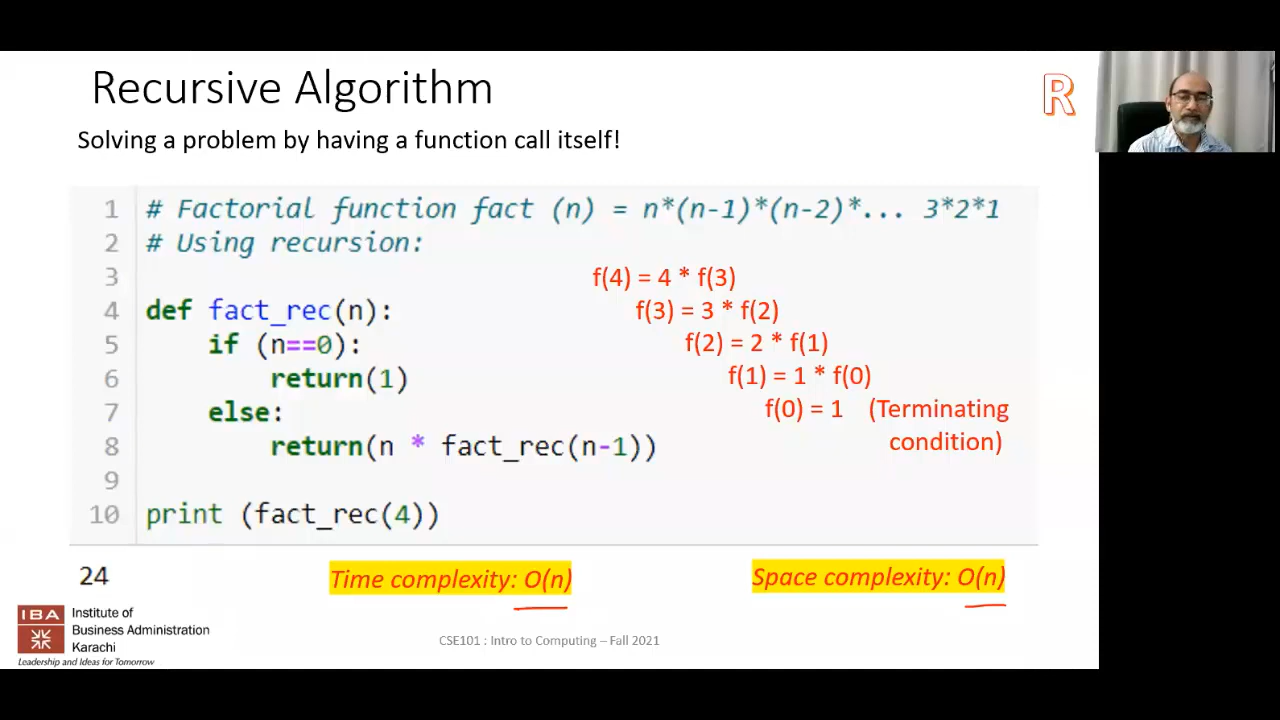 Recursive Algorithm
R
Solving a problem by having a function call itself!
1 # Factorial function fact (n) = n*(n-1)*(n-2)*... 3*2*1
2 # Using recursion:
3
f(4) = 4 * f(3)
4 def fact_rec(n):
f(3) = 3 * f(2)
5 if (n==0):
f(2) = 2 * f(1)
6 return(1)
f(1) = 1 * f(0)
7 else:
f(0) = 1 (Terminating
condition)
8 return(n * fact_rec(n-1))
9
10 print (fact_rec(4))
24
Time complexity: O(n)
Space complexity: O(n)
IBA
Institute of
Business Administration
Karachi
Leadership and Ideas for Tomorrow
CSE101 : Intro to Computing – Fall 2021